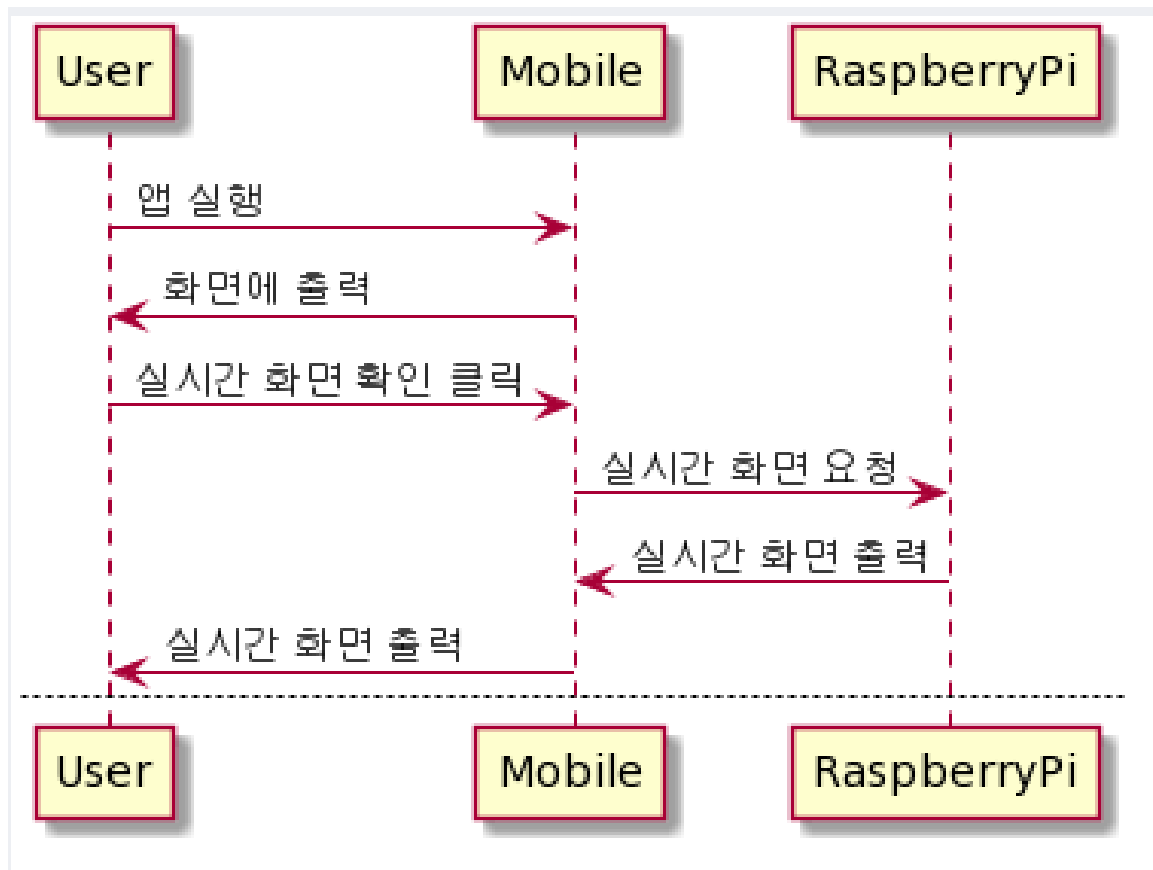 User
Mobile
RaspberryPi
앱 실행
화면에 출력
실시간 화면 확인 클릭
실시간 화면 요청
실시간 화면 출력
실시간 화면 출력
User
Mobile
RaspberryPi